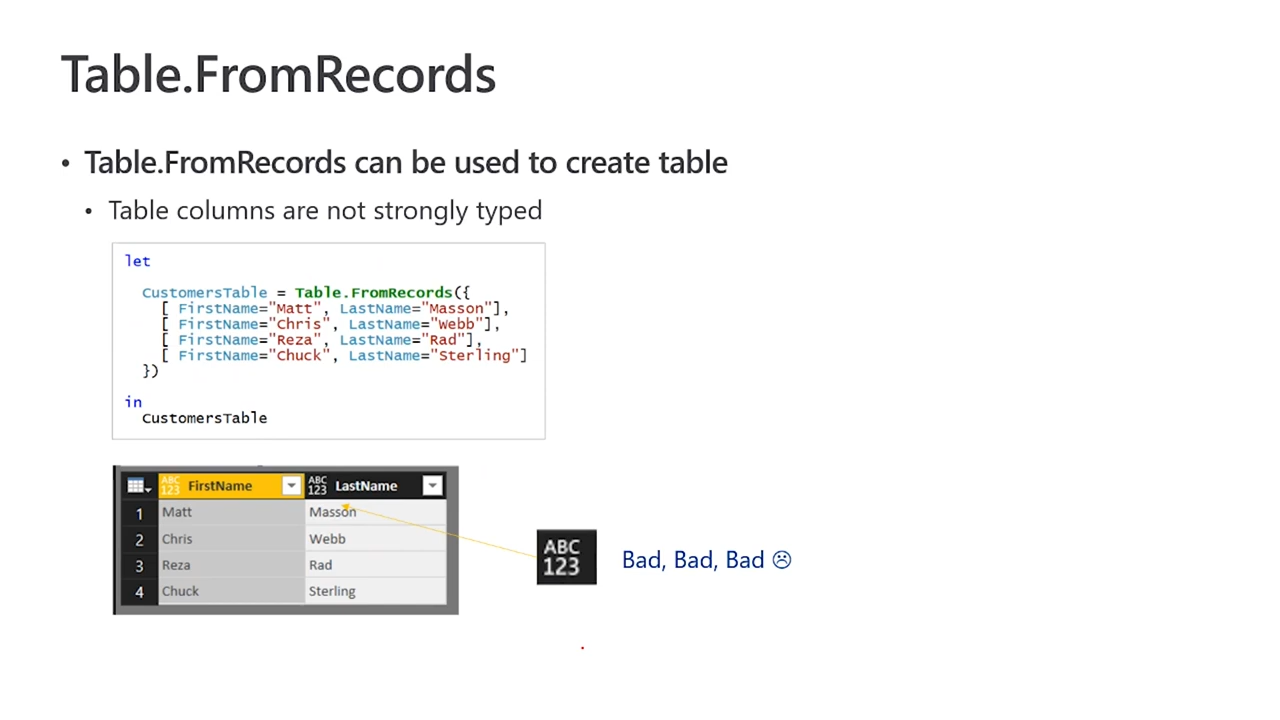 Table.FromRecords
• Table.FromRecords can be used to create table
• Table columns are not strongly typed
let
CustomersTable = Table.FromRecords({
[ FirstName="Matt", LastName="Masson"],
[ FirstName="Chris", LastName="Webb"],
[ FirstName="Reza", LastName="Rad"],
[ FirstName="Chuck", LastName="Sterling"]
})
in
CustomersTable
ABC 123 FirstName ABC 123 LastName
1 Matt Masson
2 Chris Webb
3 Reza Rad
4 Chuck Sterling
ABC
123
Bad, Bad, Bad ☹